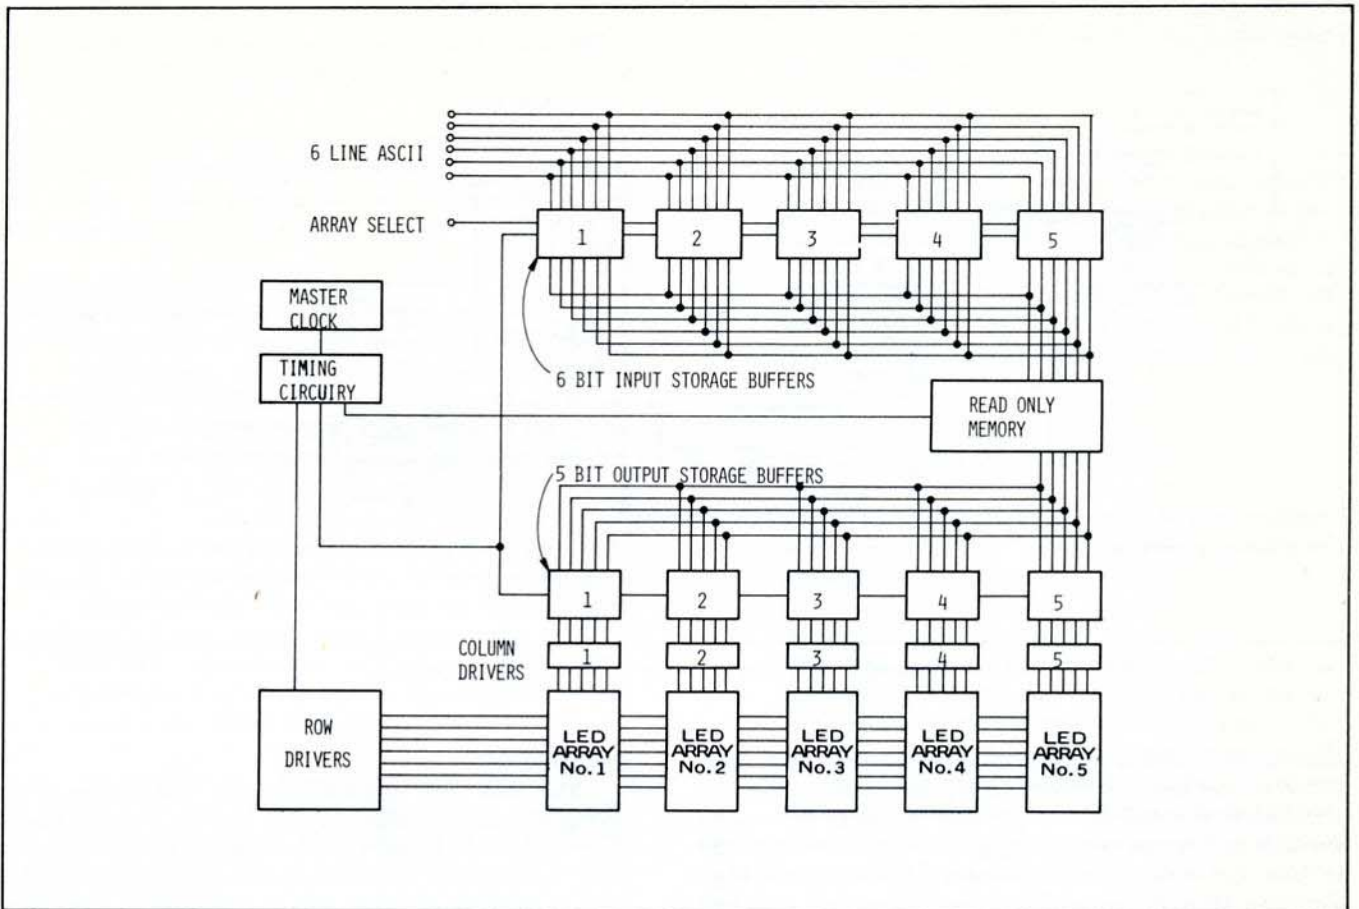 6 LINE ASCII
ARRAY SELECT
1
2
3
4
5
MASTER
CLOCK
TIMING
CIRCUIRY
6 BIT INPUT STORAGE BUFFERS
READ ONLY
MEMORY
5 BIT OUTPUT STORAGE BUFFERS
1
2
3
4
5
COLUMN
DRIVERS
1
2
3
4
5
ROW
DRIVERS
LED
ARRAY
No.1
LED
ARRAY
No.2
LED
ARRAY
No.3
LED
ARRAY
No.4
LED
ARRAY
No.5